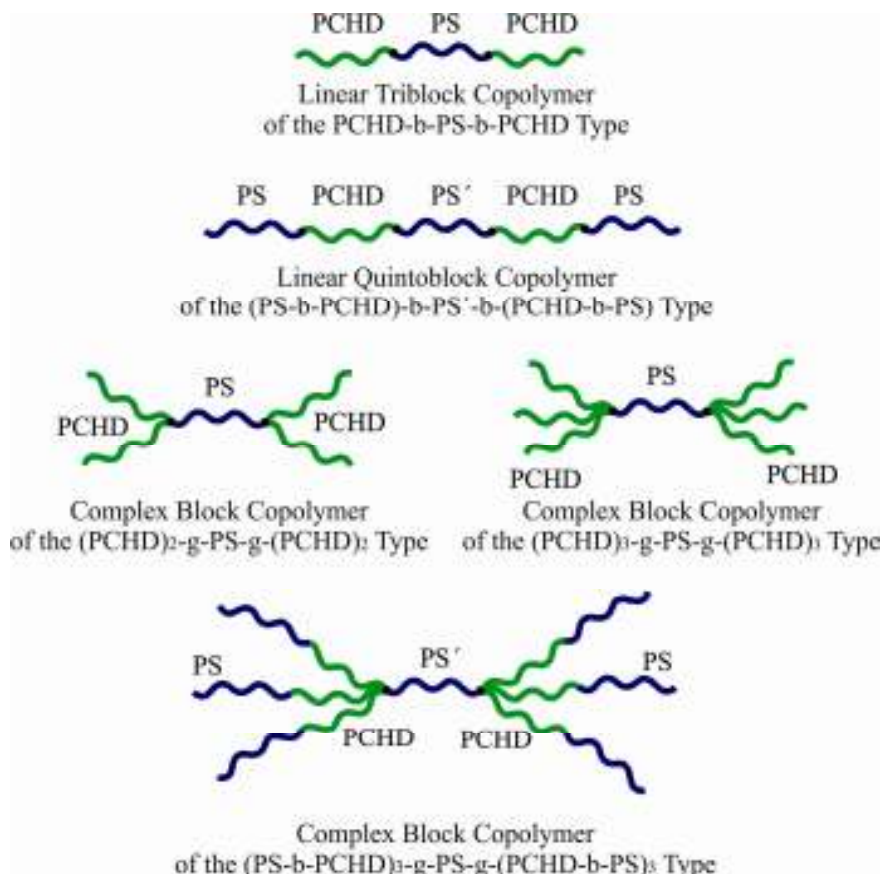 PCHD PS PCHD
Linear Triblock Copolymer
of the PCHD-b-PS-b-PCHD Type
PS PCHD PS´ PCHD PS
Linear Quintoblock Copolymer
of the (PS-b-PCHD)-b-PS´-b-(PCHD-b-PS) Type
PS
PCHD PCHD
Complex Block Copolymer
of the (PCHD)₂-g-PS-g-(PCHD)₂ Type
PS
PCHD PCHD
Complex Block Copolymer
of the (PCHD)₃-g-PS-g-(PCHD)₃ Type
PS PS´ PS
PCHD PCHD
Complex Block Copolymer
of the (PS-b-PCHD)₃-g-PS-g-(PCHD-b-PS)₃ Type